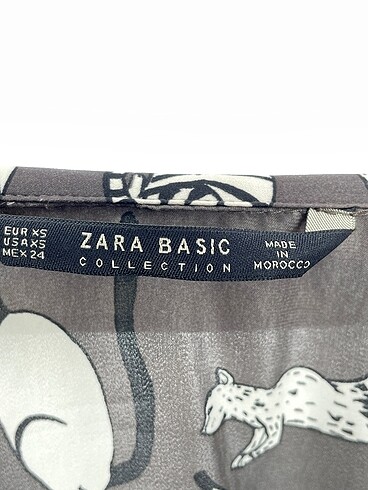 EUR XS
USA XS
MEX 24
ZARA BASIC
COLLECTION
MADE
IN
MOROCCO